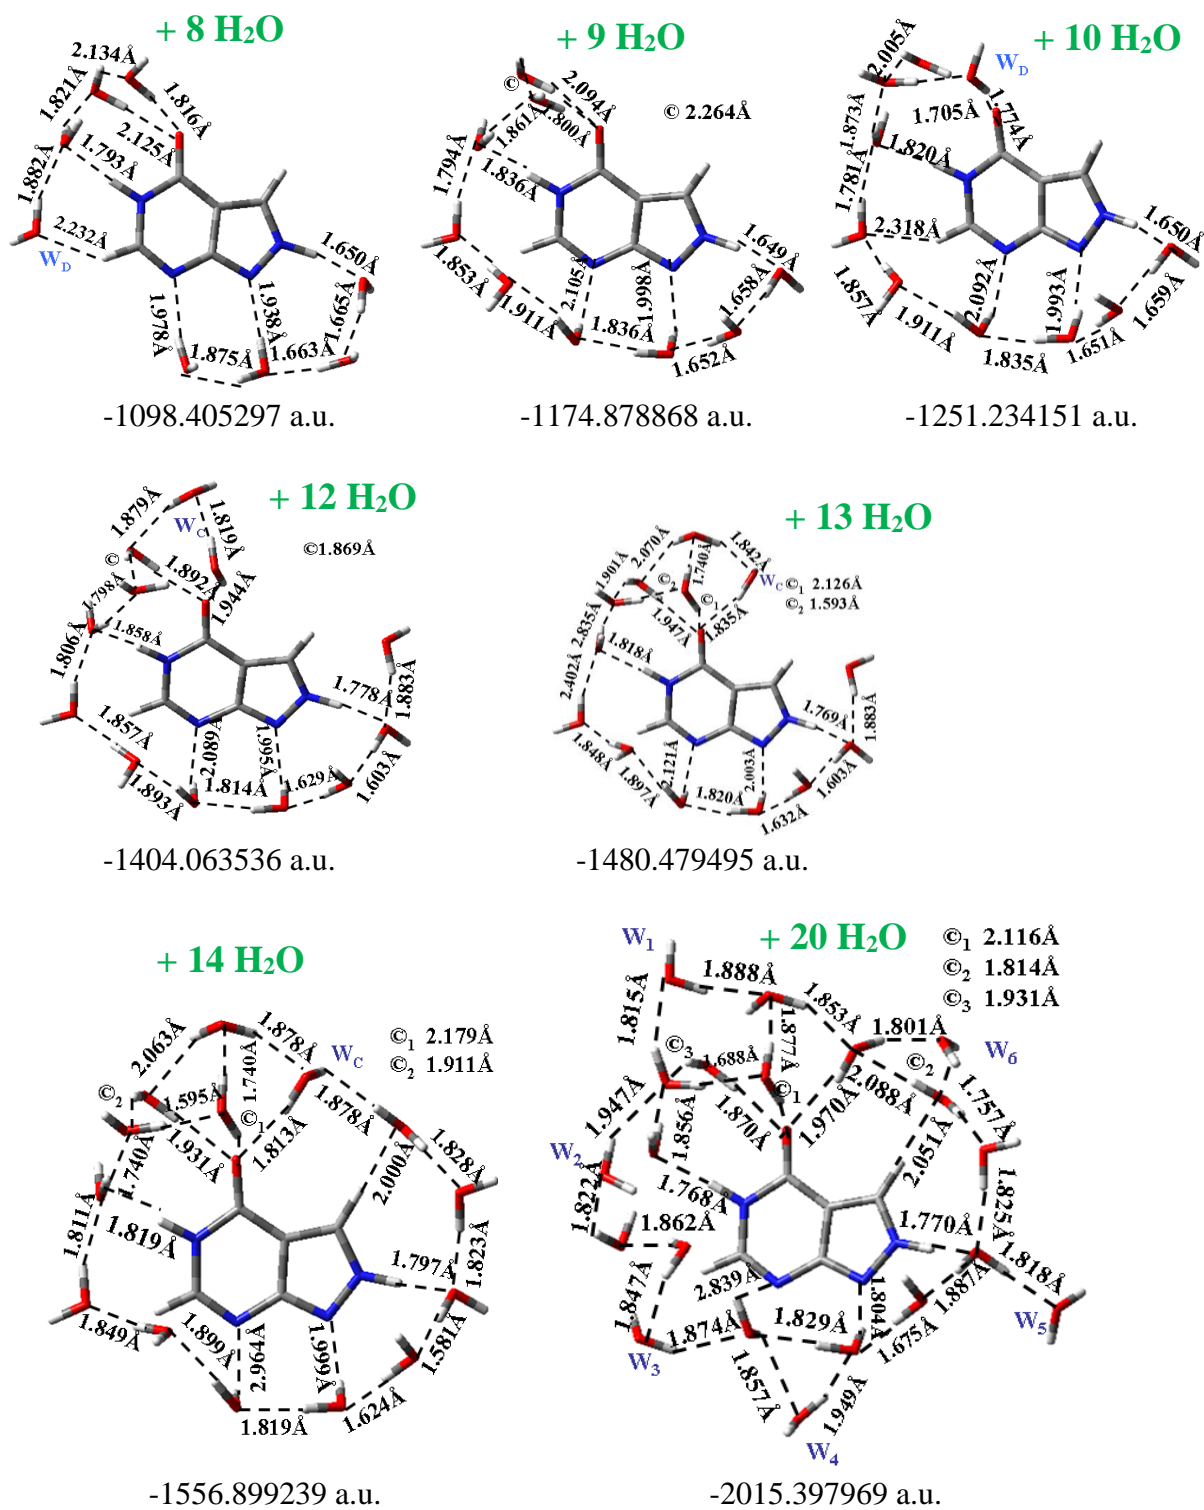 + 8 H₂O
2.134Å
1.821Å
1.816Å
2.125Å
1.793Å
1.882Å
2.232Å
W_D
1.650Å
1.665Å
1.978Å
1.938Å
1.875Å
1.663Å
-1098.405297 a.u.
+ 9 H₂O
©
2.094Å
© 2.264Å
1.861Å
1.800Å
1.794Å
1.836Å
1.853Å
1.911Å
2.105Å
1.998Å
1.836Å
1.649Å
1.658Å
1.652Å
-1174.878868 a.u.
+ 10 H₂O
2.005Å
W_D
1.873Å
1.705Å
1.774Å
1.820Å
1.781Å
2.318Å
1.857Å
1.911Å
2.092Å
1.993Å
1.835Å
1.650Å
1.659Å
1.651Å
-1251.234151 a.u.
+ 12 H₂O
1.879Å
W_C
1.819Å
©1.869Å
©
1.892Å
1.944Å
1.798Å
1.806Å
1.858Å
1.857Å
1.893Å
2.089Å
1.965Å
1.814Å
1.629Å
1.778Å
1.883Å
1.603Å
-1404.063536 a.u.
+ 13 H₂O
2.070Å
1.740Å
1.842Å
W_C
©₁ 2.126Å
©₂ 1.593Å
1.901Å
©₂
©₁
1.947Å
1.835Å
2.835Å
1.818Å
2.402Å
1.848Å
1.897Å
2.121Å
2.003Å
1.820Å
1.632Å
1.769Å
1.883Å
1.603Å
-1480.479495 a.u.
+ 14 H₂O
2.063Å
1.878Å
W_C
©₁ 2.179Å
©₂ 1.911Å
©₂
1.595Å
1.740Å
©₁
1.878Å
1.740Å
1.931Å
1.813Å
2.000Å
1.828Å
1.811Å
1.819Å
1.797Å
1.823Å
1.849Å
1.899Å
2.964Å
1.999Å
1.581Å
1.819Å
1.624Å
-1556.899239 a.u.
W₁
+ 20 H₂O
©₁ 2.116Å
©₂ 1.814Å
©₃ 1.931Å
1.888Å
1.815Å
1.853Å
1.801Å
W₆
©₃
1.688Å
1.877Å
©₂
©₁
2.088Å
1.757Å
1.947Å
1.856Å
1.870Å
1.970Å
2.051Å
W₂
1.822Å
1.768Å
1.825Å
1.862Å
1.770Å
1.847Å
2.839Å
1.804Å
1.887Å
1.818Å
W₅
W₃
1.874Å
1.829Å
1.675Å
1.857Å
1.949Å
W₄
-2015.397969 a.u.